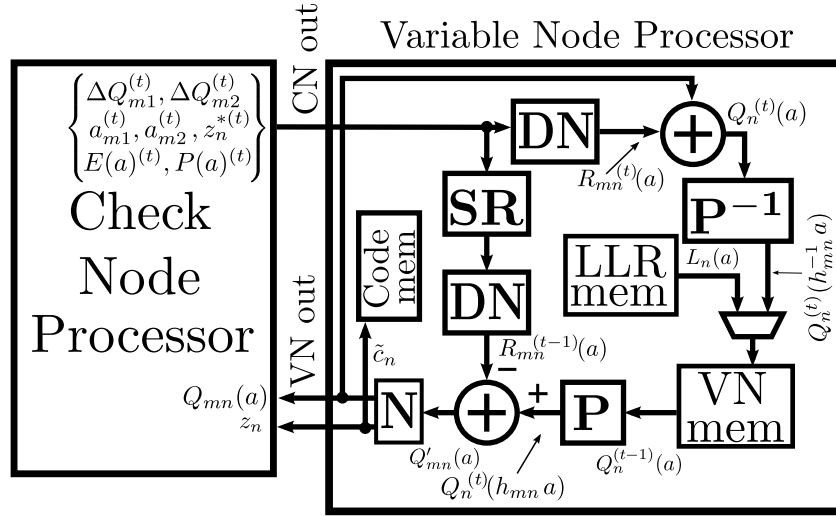 Variable Node Processor
CN out
{ΔQ_{m1}^{(t)}, ΔQ_{m2}^{(t)}
a_{m1}^{(t)}, a_{m2}^{(t)}, z_n^{*(t)}
E(a)^{(t)}, P(a)^{(t)}}
Check
Node
Processor
DN
+
Q_n^{(t)}(a)
R_{mn}^{(t)}(a)
SR
P^{-1}
Code
mem
LLR
mem
L_n(a)
Q_n^{(t)}(h_{mn}^{-1} a)
DN
VN out
c̃_n
R_{mn}^{(t-1)}(a)
−
VN
mem
Q_{mn}(a)
z_n
N
+
+
P
Q'_{mn}(a)
Q_n^{(t-1)}(a)
Q_n^{(t)}(h_{mn} a)